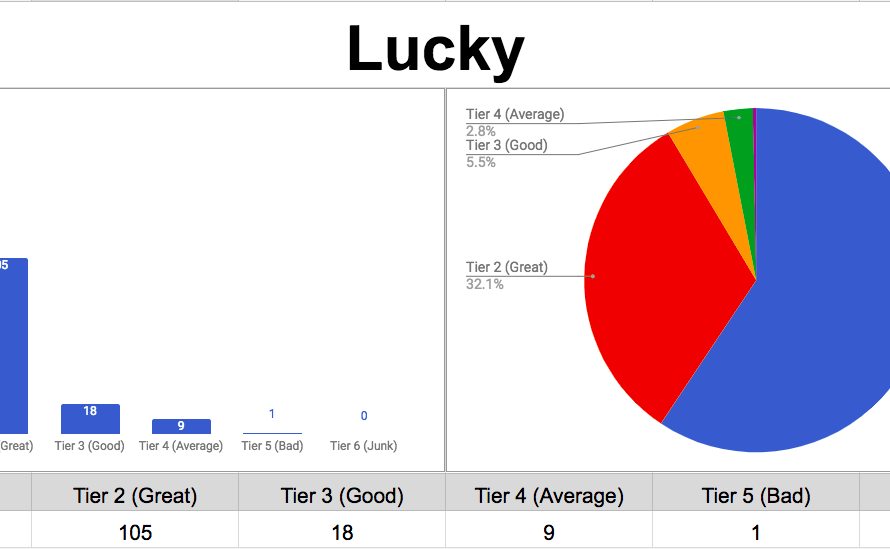 Lucky
05
18
9
1
0
Great)
Tier 3 (Good)
Tier 4 (Average)
Tier 5 (Bad)
Tier 6 (Junk)
Tier 4 (Average)
2.8%
Tier 3 (Good)
5.5%
Tier 2 (Great)
32.1%
Tier 2 (Great)
Tier 3 (Good)
Tier 4 (Average)
Tier 5 (Bad)
105
18
9
1